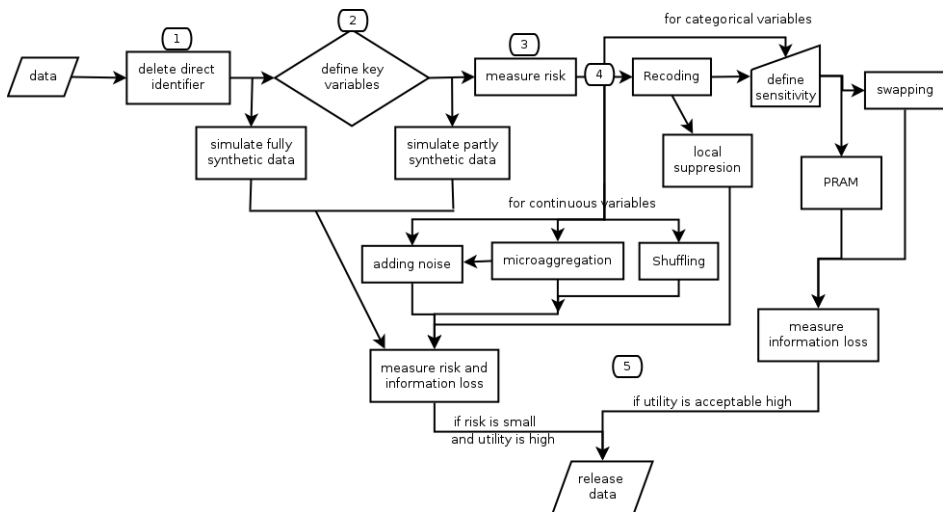 1
2
3
4
for categorical variables
data
delete direct
identifier
define key
variables
measure risk
Recoding
define
sensitivity
swapping
simulate fully
synthetic data
simulate partly
synthetic data
local
suppresion
PRAM
for continuous variables
adding noise
microaggregation
Shuffling
measure
information loss
measure risk and
information loss
5
if utility is acceptable high
if risk is small
and utility is high
release
data